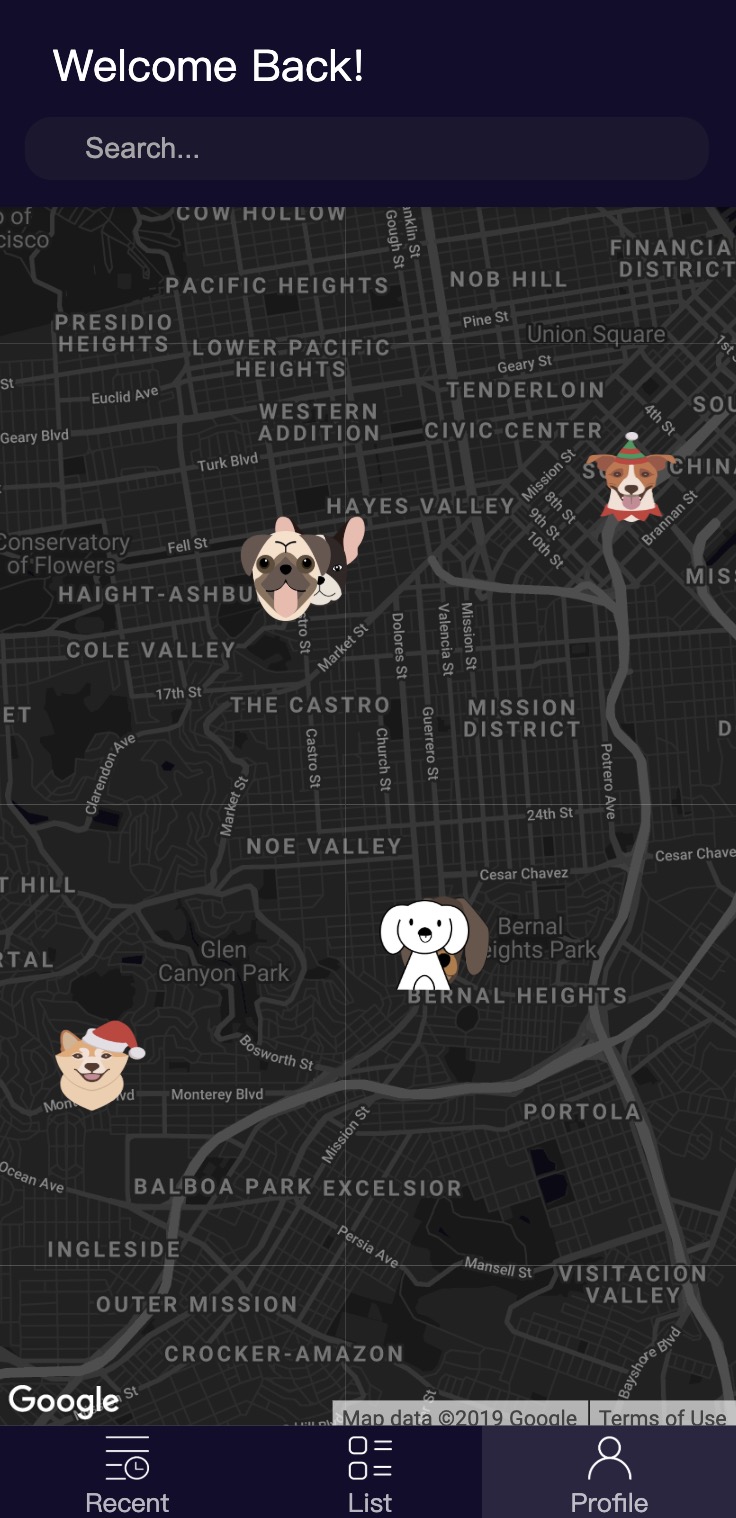 Welcome Back!
Search...
COW HOLLOW
Gough St
PACIFIC HEIGHTS
NOB HILL
PRESIDIO
HEIGHTS
Pine St
Union Square
LOWER PACIFIC
HEIGHTS
Geary St
Euclid Ave
TENDERLOIN
WESTERN
ADDITION
4th St
Geary Blvd
CIVIC CENTER
Turk Blvd
Mission St
8th St
9th St
10th St
Brannan St
HAYES VALLEY
Conservatory
of Flowers
Fell St
HAIGHT-ASHBU
COLE VALLEY
Market St
Dolores St
Valencia St
Mission St
17th St
THE CASTRO
MISSION
DISTRICT
Clarendon Ave
Market St
Castro St
Church St
Guerrero St
Potrero Ave
24th St
NOE VALLEY
Cesar Chavez
Cesar Chave
T HILL
Glen
Canyon Park
Bernal
eights Park
RTAL
BERNAL HEIGHTS
Bosworth St
Monterey Blvd
Mission St
PORTOLA
Ocean Ave
BALBOA PARK
EXCELSIOR
INGLESIDE
Persia Ave
Mansell St
VISITACION
VALLEY
OUTER MISSION
CROCKER-AMAZON
Bayshore Blvd
Google
Map data ©2019 Google
Terms of Use
Recent
List
Profile